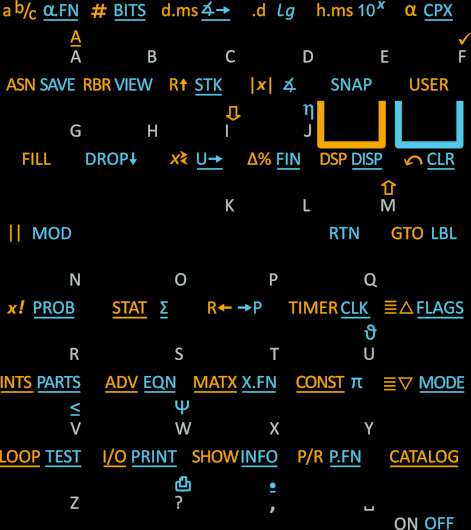 a b/c α.FN # BITS d.ms ∡→ .d lg h.ms 10ˣ α CPX
A ✓
A B C D E F
ASN SAVE RBR VIEW R↑ STK |x| ∡ SNAP USER
⇩ η
G H I J
FILL DROP↓ x⇄ U→ Δ% FIN DSP DISP ↶ CLR
⇧
K L M
|| MOD RTN GTO LBL
N O P Q
x! PROB STAT Σ R← →P TIMER CLK ≡△ FLAGS
ϑ
R S T U
INTS PARTS ADV EQN MATX X.FN CONST π ≡▽ MODE
≤ Ψ
V W X Y
LOOP TEST I/O PRINT SHOW INFO P/R P.FN CATALOG
⎙ •
Z ? , ␣
ON OFF